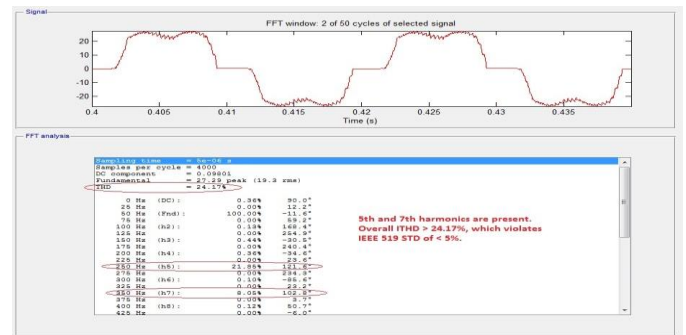 Signal
FFT window: 2 of 50 cycles of selected signal
20
10
0
-10
-20
0.4 0.405 0.41 0.415 0.42 0.425 0.43 0.435
Time (s)
FFT analysis
Sampling time = 5e-06 s
Samples per cycle = 4000
DC component = 0.09801
Fundamental = 27.29 peak (19.3 rms)
THD = 24.17%
0 Hz (DC): 0.36% 90.0°
25 Hz 0.00% 12.2°
50 Hz (Fnd): 100.00% -11.6°
75 Hz 0.00% 59.2°
100 Hz (h2): 0.13% 168.4°
125 Hz 0.00% 254.9°
150 Hz (h3): 0.44% -30.5°
175 Hz 0.00% 240.4°
200 Hz (h4): 0.36% -34.6°
225 Hz 0.00% 23.6°
250 Hz (h5): 21.85% 121.6°
275 Hz 0.00% 234.3°
300 Hz (h6): 0.10% -85.6°
325 Hz 0.00% 23.2°
350 Hz (h7): 8.05% 102.8°
375 Hz 0.00% 3.7°
400 Hz (h8): 0.12% 50.7°
425 Hz 0.00% -6.0°
5th and 7th harmonics are present.
Overall ITHD > 24.17%, which violates
IEEE 519 STD of < 5%.